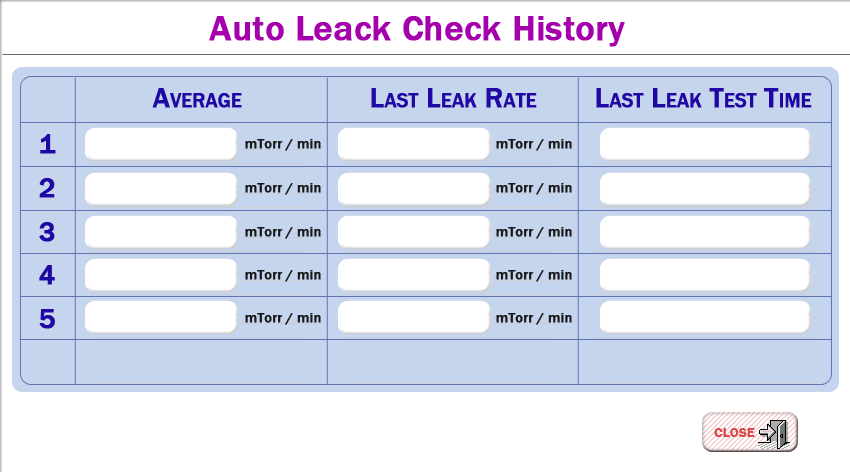 Auto Leack Check History
AVERAGE LAST LEAK RATE LAST LEAK TEST TIME
1 mTorr / min mTorr / min
2 mTorr / min mTorr / min
3 mTorr / min mTorr / min
4 mTorr / min mTorr / min
5 mTorr / min mTorr / min
CLOSE